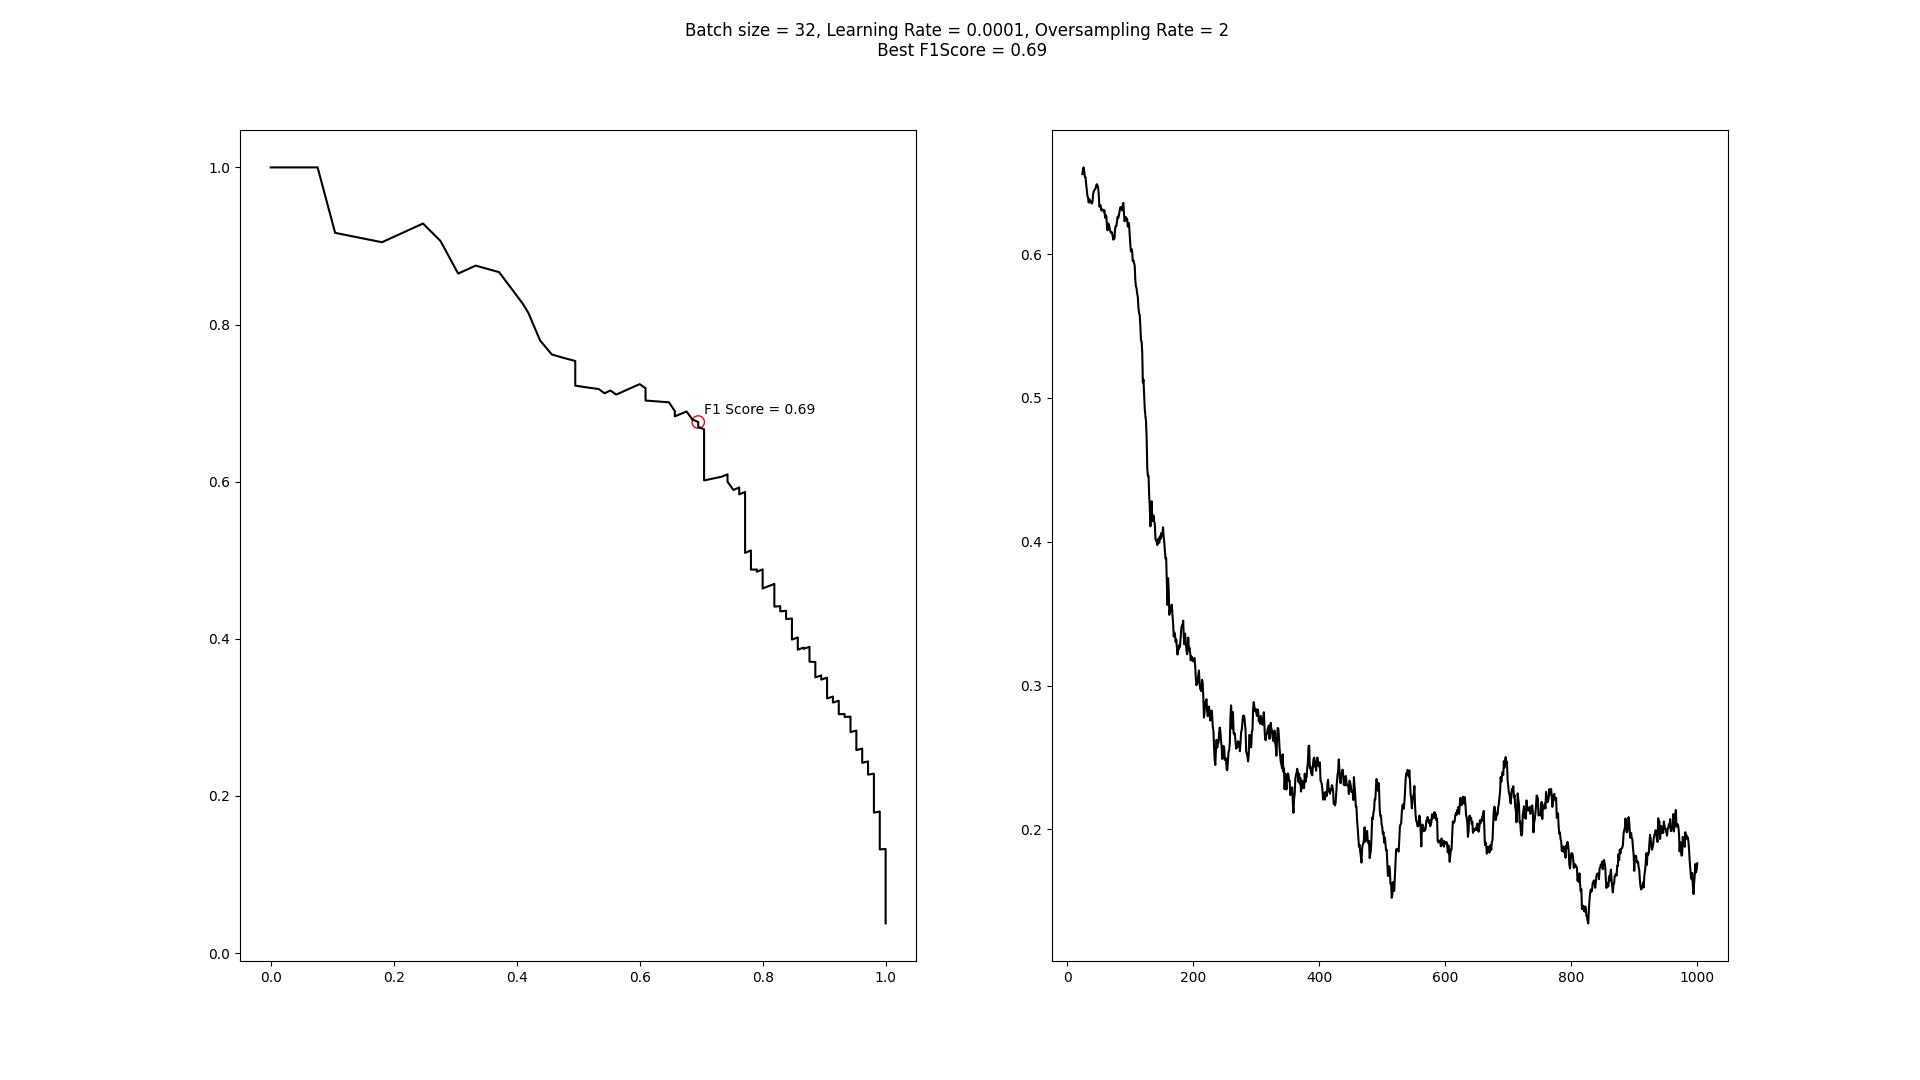 Batch size = 32, Learning Rate = 0.0001, Oversampling Rate = 2
Best F1Score = 0.69
1.0
0.8
0.6
0.4
0.2
0.0
0.0 0.2 0.4 0.6 0.8 1.0
F1 Score = 0.69
0.6
0.5
0.4
0.3
0.2
0 200 400 600 800 1000